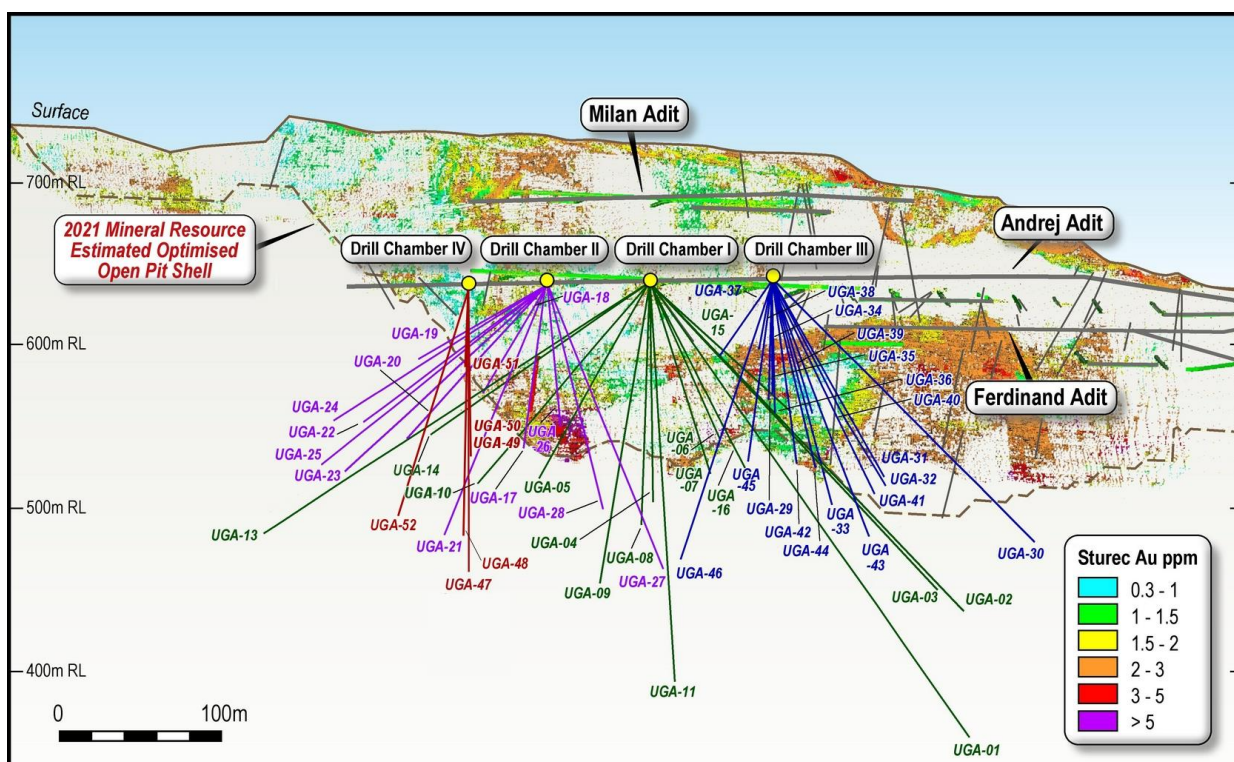 Surface
Milan Adit
700m RL
2021 Mineral Resource
Estimated Optimised
Open Pit Shell
Andrej Adit
Drill Chamber IV
Drill Chamber II
Drill Chamber I
Drill Chamber III
UGA-18
UGA-37
UGA-38
UGA-34
UGA-
15
UGA-19
600m RL
UGA-39
UGA-20
UGA-51
UGA-35
UGA-36
UGA-40
Ferdinand Adit
UGA-24
UGA-22
UGA-50
UGA-49
UGA
-26
UGA
-06
UGA-25
UGA-23
UGA-14
UGA-10
UGA-17
UGA-05
UGA
-07
UGA
-45
UGA-31
UGA-32
UGA-41
500m RL
UGA-28
UGA
-16
UGA-29
UGA
-33
UGA-13
UGA-52
UGA-21
UGA-04
UGA-42
UGA-44
UGA
-43
UGA-30
UGA-48
UGA-47
UGA-08
UGA-09
UGA-27
UGA-46
UGA-03
UGA-02
Sturec Au ppm
0.3 - 1
1 - 1.5
1.5 - 2
2 - 3
3 - 5
> 5
400m RL
UGA-11
0
100m
UGA-01